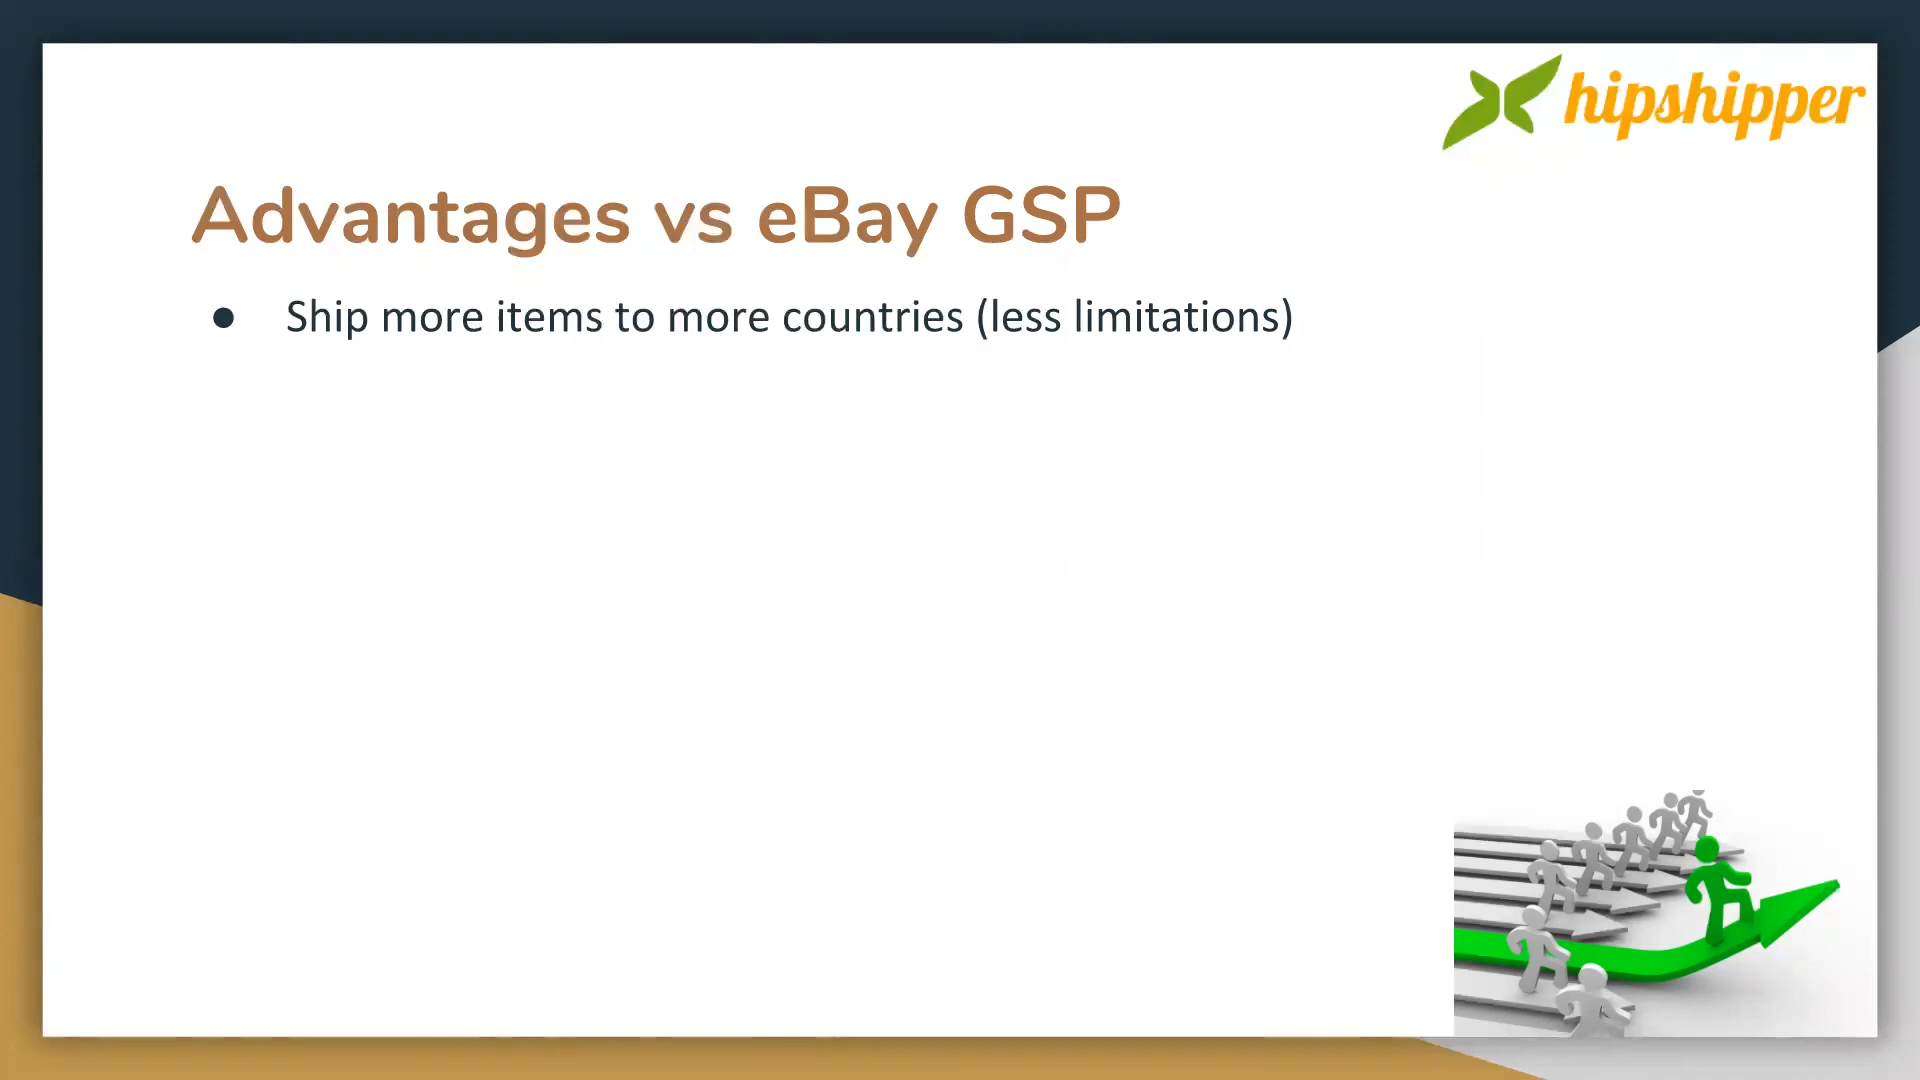 hipshipper
Advantages vs eBay GSP
● Ship more items to more countries (less limitations)